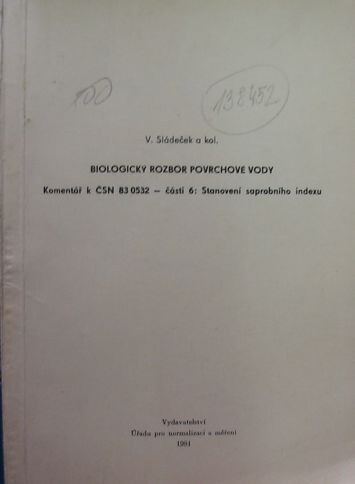 138452
V. Sládeček a kol.
BIOLOGICKÝ ROZBOR POVRCHOVÉ VODY
Komentář k ČSN 83 0532 — části 6: Stanovení saprobního indexu
Vydavatelství
Úřadu pro normalizaci a měření
1981